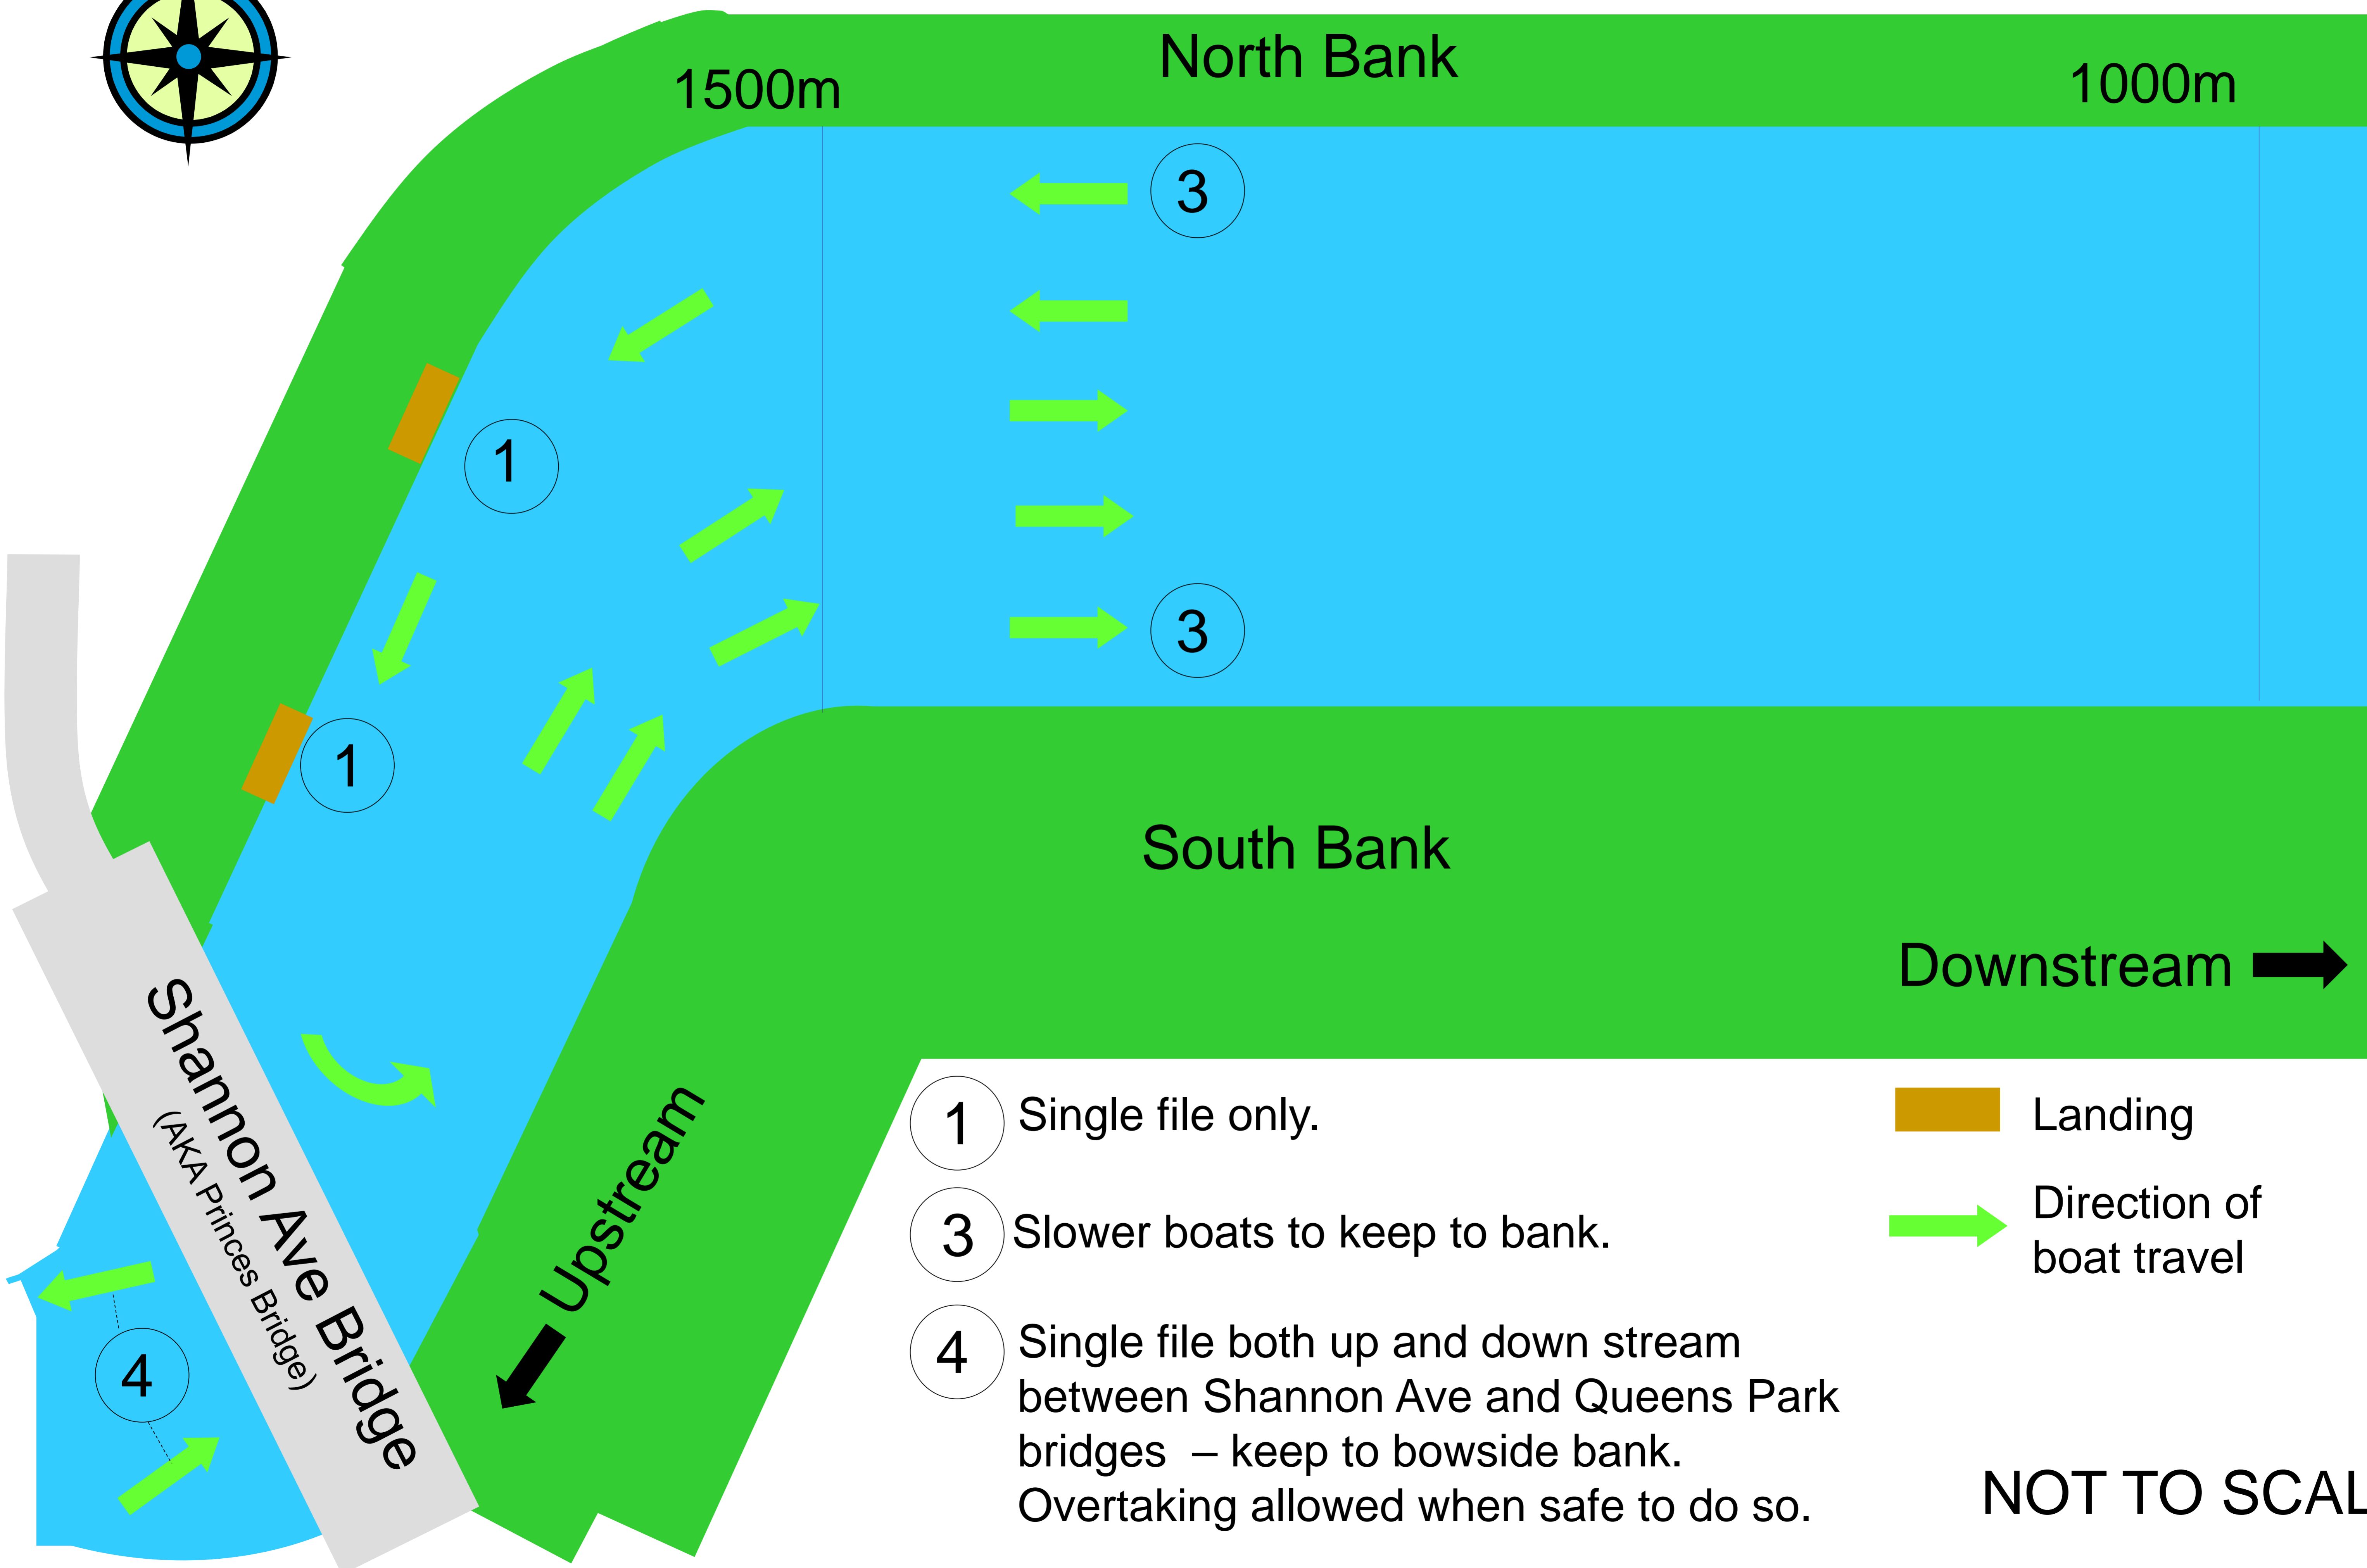 North Bank
1500m
1000m
3
1
3
1
South Bank
Downstream
Shannon Ave Bridge
(AKA Princes Bridge)
Upstream
4
1 Single file only.
3 Slower boats to keep to bank.
4 Single file both up and down stream
between Shannon Ave and Queens Park
bridges – keep to bowside bank.
Overtaking allowed when safe to do so.
Landing
Direction of
boat travel
NOT TO SCAL